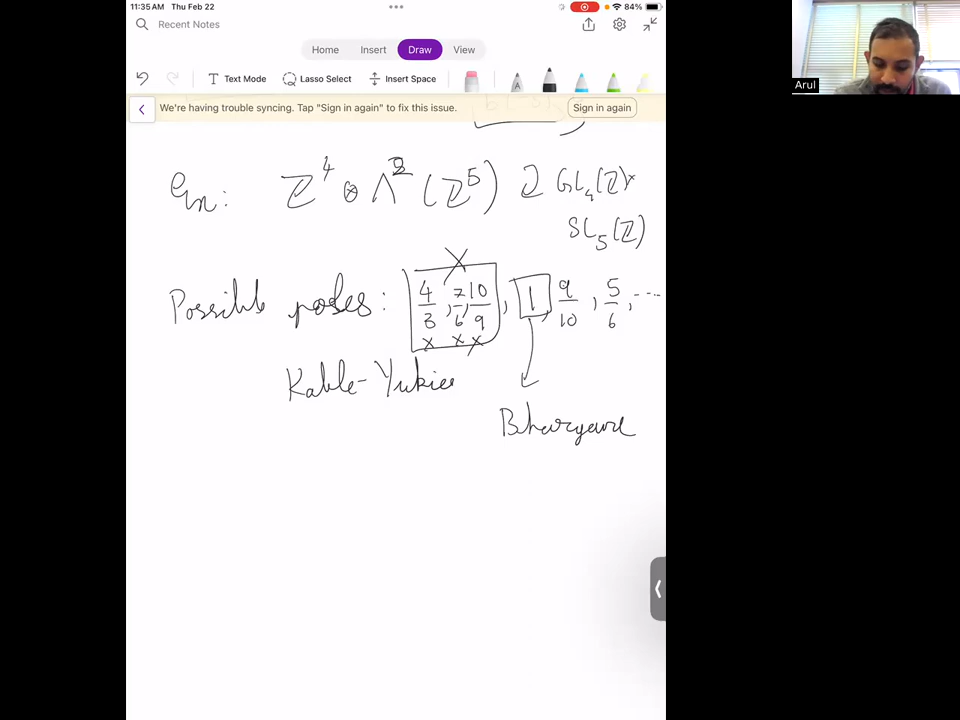 11:35AM Thu Feb 22
84%
Recent Notes
Home Insert Draw View
Text Mode Lasso Select Insert Space
We're having trouble syncing. Tap "Sign in again" to fix this issue. Sign in again
Arul
Ex: ℤ⁴ ⊗ Λ² (ℤ⁵) ↻ GL₄(ℤ)×
SL₅(ℤ)
X
Possible poles: 4/3, 7/6, 10/9, 1, 9/10, 5/6, ----
x x x
Kable-Yukie
Bhargava